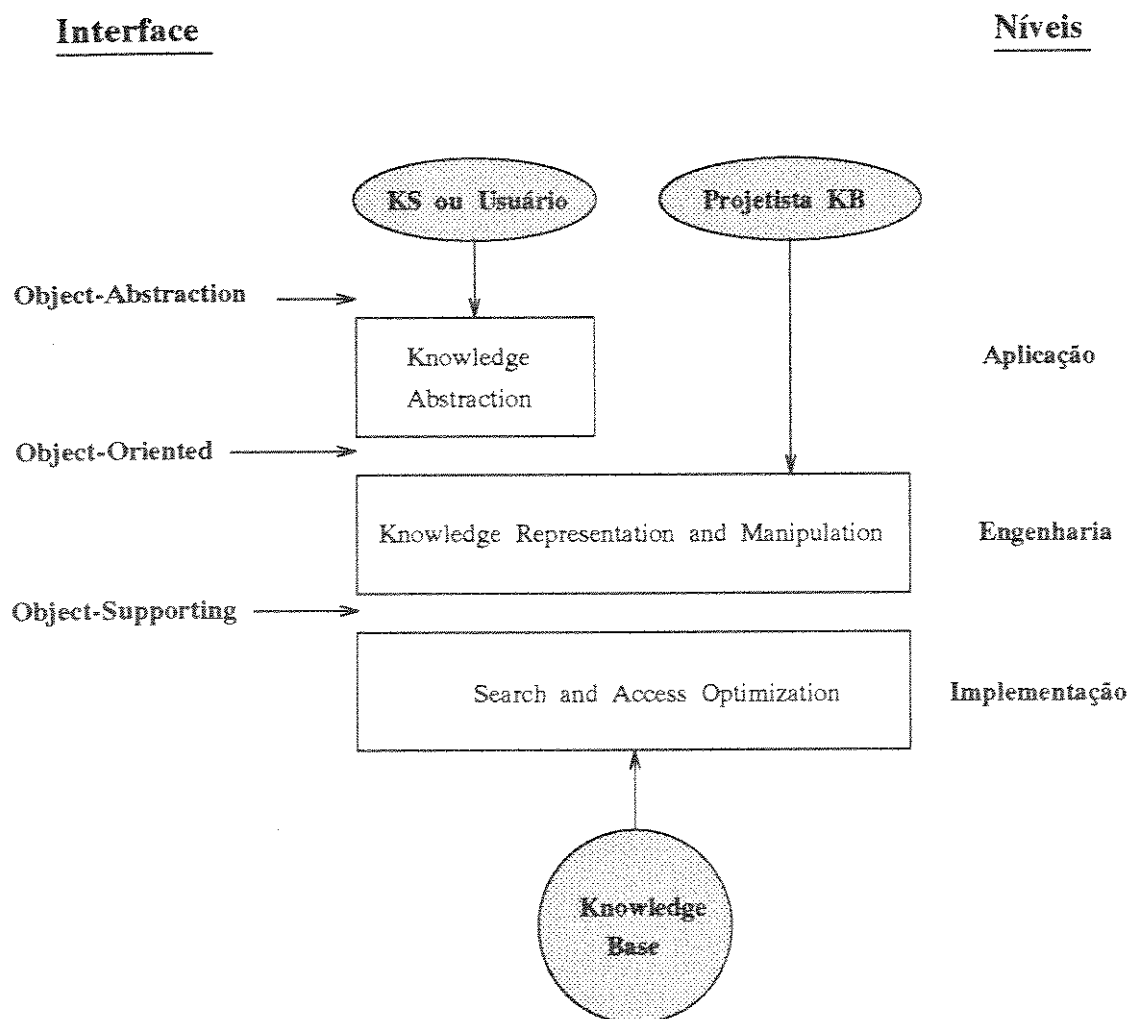 Interface
Níveis
KS ou Usuário
Projetista KB
Object-Abstraction
Knowledge
Abstraction
Aplicação
Object-Oriented
Knowledge Representation and Manipulation
Engenharia
Object-Supporting
Search and Access Optimization
Implementação
Knowledge
Base